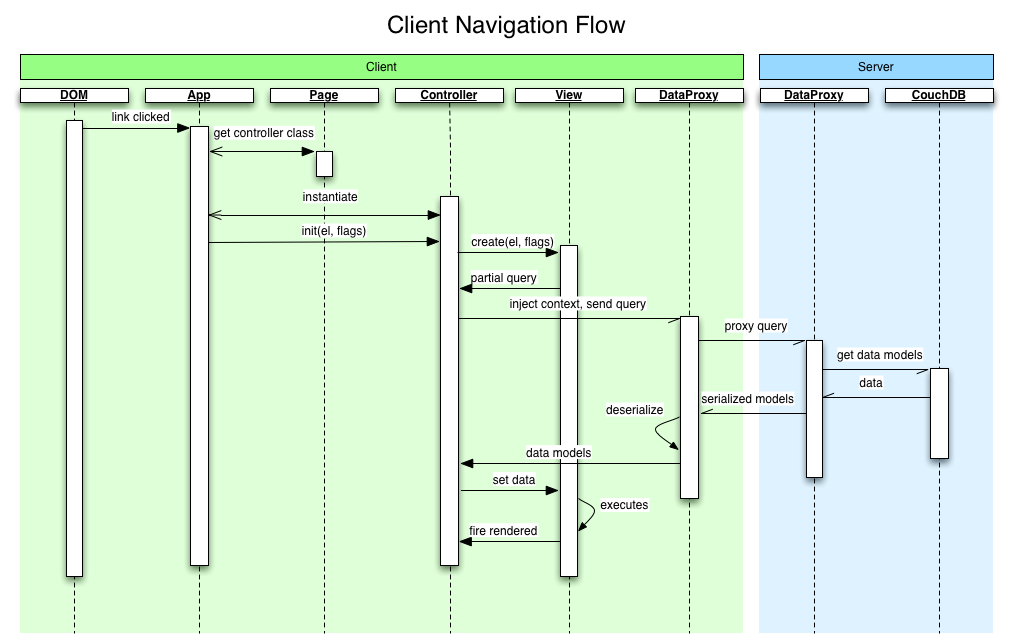 Client Navigation Flow
Client
Server
DOM
App
Page
Controller
View
DataProxy
DataProxy
CouchDB
link clicked
get controller class
instantiate
init(el, flags)
create(el, flags)
partial query
inject context, send query
proxy query
get data models
data
serialized models
deserialize
data models
set data
executes
fire rendered